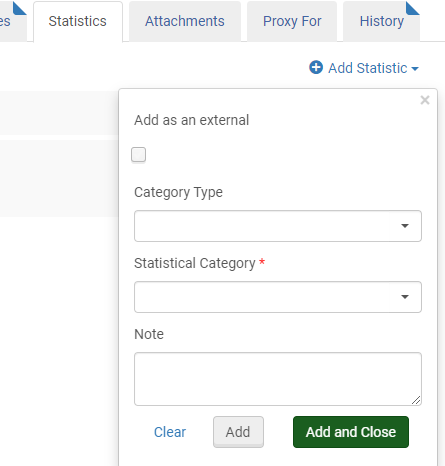 es Statistics Attachments Proxy For History
Add Statistic
×
Add as an external
Category Type
Statistical Category *
Note
Clear Add Add and Close